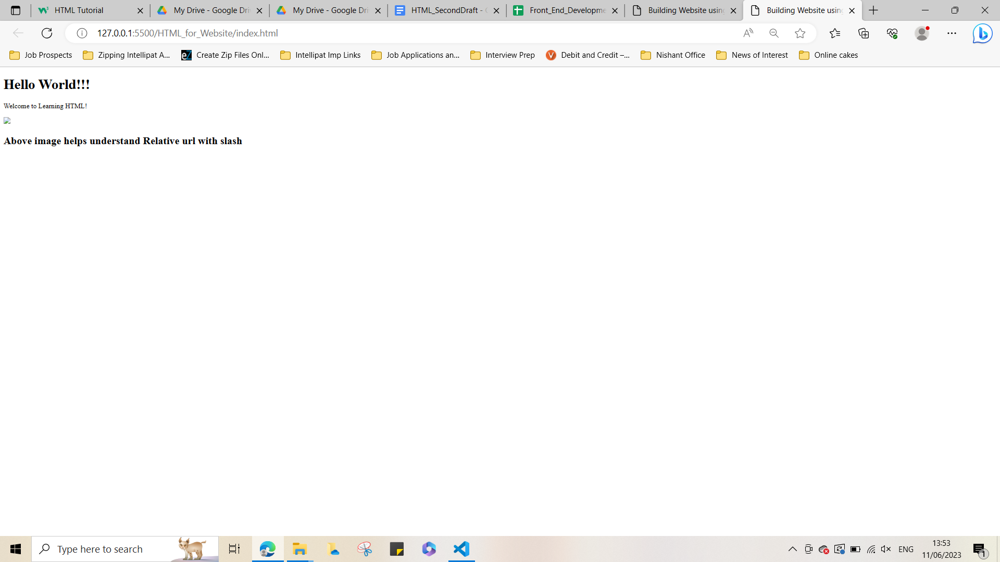 HTML Tutorial
My Drive - Google Dri
My Drive - Google Dri
HTML_SecondDraft -
Front_End_Developme
Building Website usin
Building Website usin
127.0.0.1:5500/HTML_for_Website/index.html
Job Prospects
Zipping Intellipat A...
Create Zip Files Onl...
Intellipat Imp Links
Job Applications an...
Interview Prep
Debit and Credit –...
Nishant Office
News of Interest
Online cakes
Hello World!!!
Welcome to Learning HTML!
Above image helps understand Relative url with slash
Type here to search
ENG
13:53
11/06/2023
1